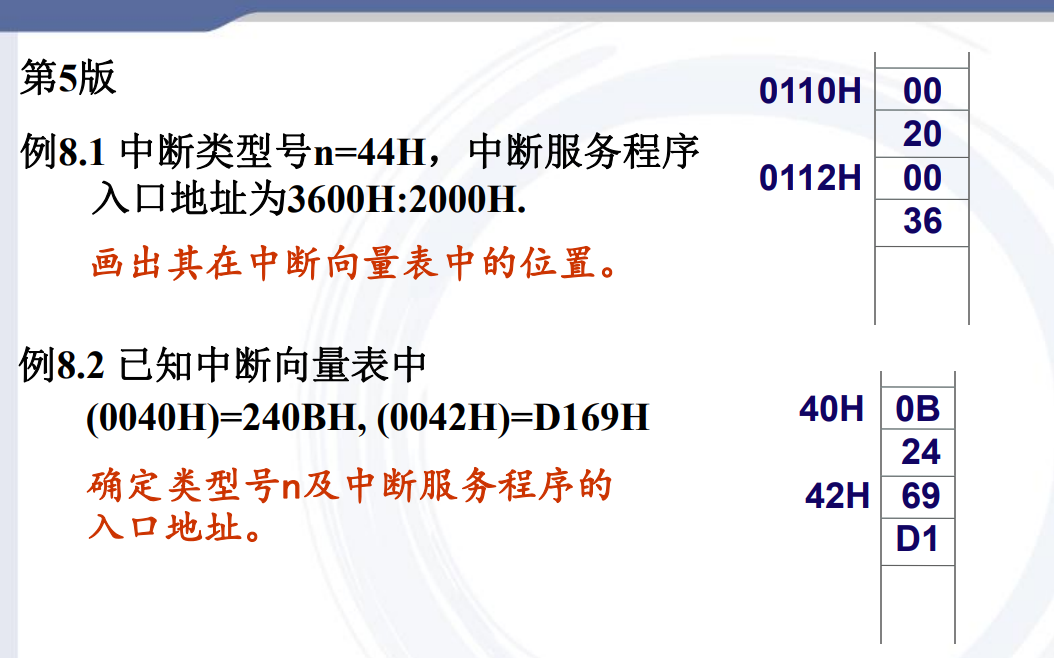 第5版
例8.1 中断类型号n=44H，中断服务程序
入口地址为3600H:2000H.
画出其在中断向量表中的位置。
0110H 00
20
0112H 00
36
例8.2 已知中断向量表中
(0040H)=240BH, (0042H)=D169H
确定类型号n及中断服务程序的
入口地址。
40H 0B
24
42H 69
D1